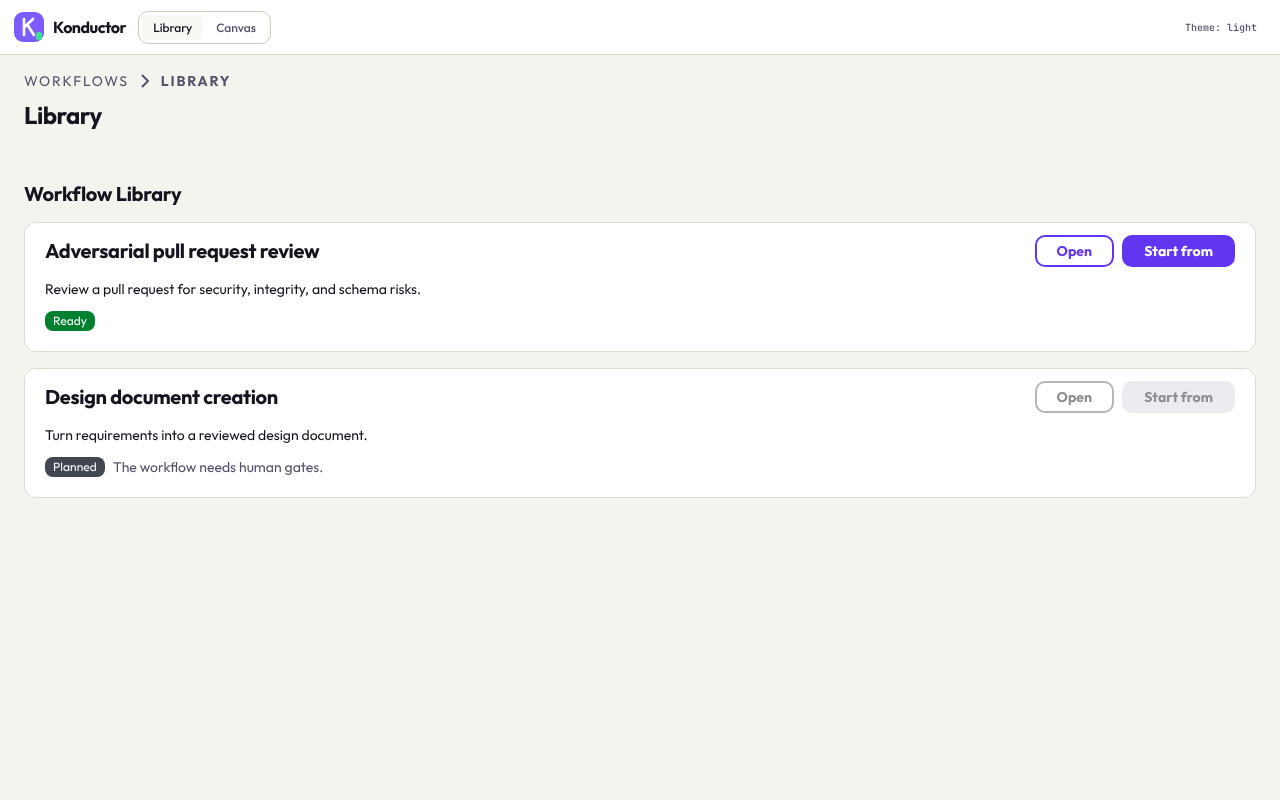 K Konductor Library Canvas Theme: light
WORKFLOWS > LIBRARY
Library
Workflow Library
Adversarial pull request review Open Start from
Review a pull request for security, integrity, and schema risks.
Ready
Design document creation Open Start from
Turn requirements into a reviewed design document.
Planned The workflow needs human gates.